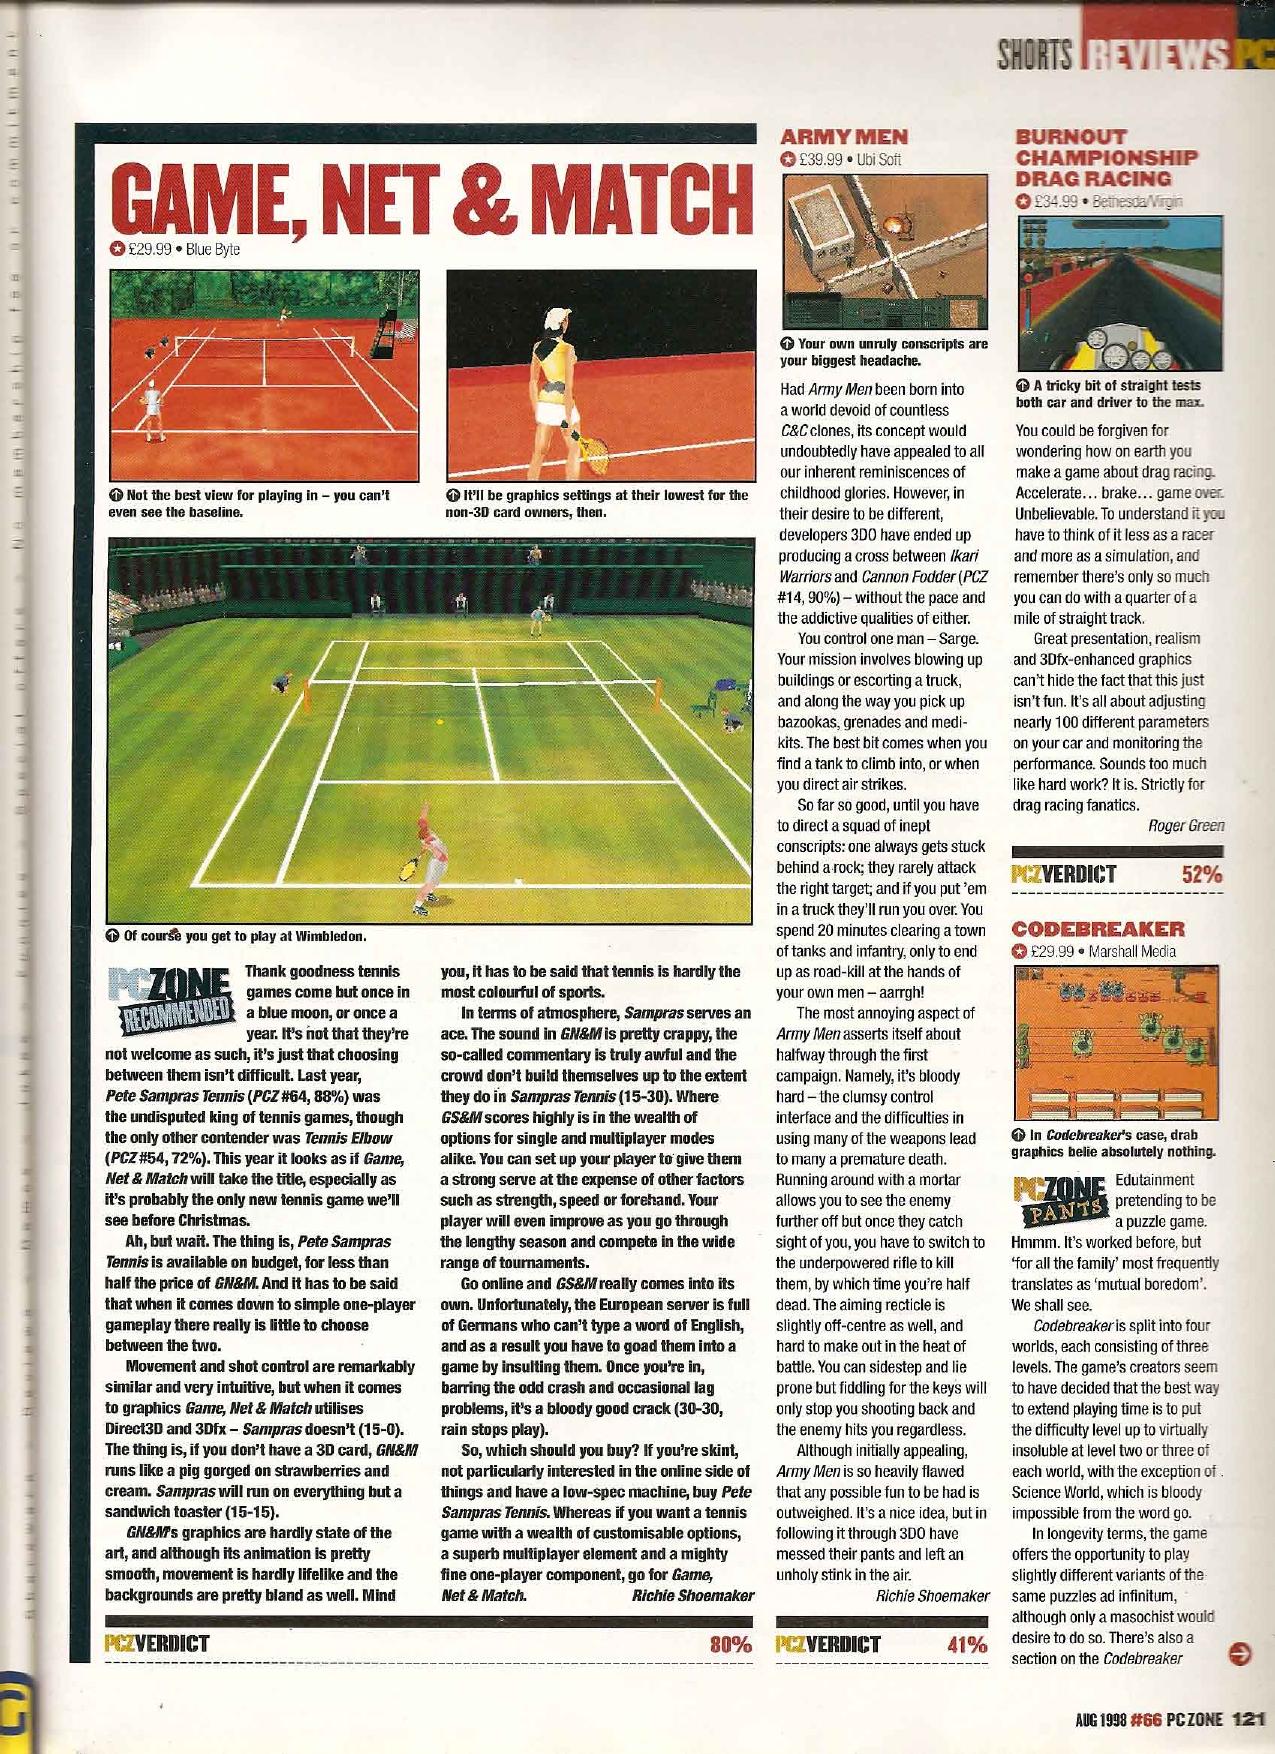 SHORTS REVIEWS PC
GAME, NET & MATCH
£29.99 • Blue Byte
Not the best view for playing in – you can't
even see the baseline.
It'll be graphics settings at their lowest for the
non-3D card owners, then.
Of course you get to play at Wimbledon.
PCZONE
RECOMMENDED
Thank goodness tennis
games come but once in
a blue moon, or once a
year. It's not that they're
not welcome as such, it's just that choosing
between them isn't difficult. Last year,
Pete Sampras Tennis (PCZ #64, 88%) was
the undisputed king of tennis games, though
the only other contender was Tennis Elbow
(PCZ #54, 72%). This year it looks as if Game,
Net & Match will take the title, especially as
it's probably the only new tennis game we'll
see before Christmas.
Ah, but wait. The thing is, Pete Sampras
Tennis is available on budget, for less than
half the price of GN&M. And it has to be said
that when it comes down to simple one-player
gameplay there really is little to choose
between the two.
Movement and shot control are remarkably
similar and very intuitive, but when it comes
to graphics Game, Net & Match utilises
Direct3D and 3Dfx – Sampras doesn't (15-0).
The thing is, if you don't have a 3D card, GN&M
runs like a pig gorged on strawberries and
cream. Sampras will run on everything but a
sandwich toaster (15-15).
GN&M's graphics are hardly state of the
art, and although its animation is pretty
smooth, movement is hardly lifelike and the
backgrounds are pretty bland as well. Mind
you, it has to be said that tennis is hardly the
most colourful of sports.
In terms of atmosphere, Sampras serves an
ace. The sound in GN&M is pretty crappy, the
so-called commentary is truly awful and the
crowd don't build themselves up to the extent
they do in Sampras Tennis (15-30). Where
GS&M scores highly is in the wealth of
options for single and multiplayer modes
alike. You can set up your player to give them
a strong serve at the expense of other factors
such as strength, speed or forehand. Your
player will even improve as you go through
the lengthy season and compete in the wide
range of tournaments.
Go online and GS&M really comes into its
own. Unfortunately, the European server is full
of Germans who can't type a word of English,
and as a result you have to goad them into a
game by insulting them. Once you're in,
barring the odd crash and occasional lag
problems, it's a bloody good crack (30-30,
rain stops play).
So, which should you buy? If you're skint,
not particularly interested in the online side of
things and have a low-spec machine, buy Pete
Sampras Tennis. Whereas if you want a tennis
game with a wealth of customisable options,
a superb multiplayer element and a mighty
fine one-player component, go for Game,
Net & Match. Richie Shoemaker
PCZVERDICT 80%
ARMY MEN
£39.99 • Ubi Soft
Your own unruly conscripts are
your biggest headache.
Had Army Men been born into
a world devoid of countless
C&C clones, its concept would
undoubtedly have appealed to all
our inherent reminiscences of
childhood glories. However, in
their desire to be different,
developers 3DO have ended up
producing a cross between Ikari
Warriors and Cannon Fodder (PCZ
#14, 90%) – without the pace and
the addictive qualities of either.
You control one man – Sarge.
Your mission involves blowing up
buildings or escorting a truck,
and along the way you pick up
bazookas, grenades and medi-
kits. The best bit comes when you
find a tank to climb into, or when
you direct air strikes.
So far so good, until you have
to direct a squad of inept
conscripts: one always gets stuck
behind a rock; they rarely attack
the right target; and if you put 'em
in a truck they'll run you over. You
spend 20 minutes clearing a town
of tanks and infantry, only to end
up as road-kill at the hands of
your own men – aarrgh!
The most annoying aspect of
Army Men asserts itself about
halfway through the first
campaign. Namely, it's bloody
hard – the clumsy control
interface and the difficulties in
using many of the weapons lead
to many a premature death.
Running around with a mortar
allows you to see the enemy
further off but once they catch
sight of you, you have to switch to
the underpowered rifle to kill
them, by which time you're half
dead. The aiming recticle is
slightly off-centre as well, and
hard to make out in the heat of
battle. You can sidestep and lie
prone but fiddling for the keys will
only stop you shooting back and
the enemy hits you regardless.
Although initially appealing,
Army Men is so heavily flawed
that any possible fun to be had is
outweighed. It's a nice idea, but in
following it through 3DO have
messed their pants and left an
unholy stink in the air.
Richie Shoemaker
PCZVERDICT 41%
BURNOUT
CHAMPIONSHIP
DRAG RACING
£34.99 • Bethesda/Virgin
A tricky bit of straight tests
both car and driver to the max.
You could be forgiven for
wondering how on earth you
make a game about drag racing.
Accelerate... brake... game over.
Unbelievable. To understand it you
have to think of it less as a racer
and more as a simulation, and
remember there's only so much
you can do with a quarter of a
mile of straight track.
Great presentation, realism
and 3Dfx-enhanced graphics
can't hide the fact that this just
isn't fun. It's all about adjusting
nearly 100 different parameters
on your car and monitoring the
performance. Sounds too much
like hard work? It is. Strictly for
drag racing fanatics.
Roger Green
PCZVERDICT 52%
CODEBREAKER
£29.99 • Marshall Media
In Codebreaker's case, drab
graphics belie absolutely nothing.
PCZONE
PANTS
Edutainment
pretending to be
a puzzle game.
Hmmm. It's worked before, but
'for all the family' most frequently
translates as 'mutual boredom'.
We shall see.
Codebreaker is split into four
worlds, each consisting of three
levels. The game's creators seem
to have decided that the best way
to extend playing time is to put
the difficulty level up to virtually
insoluble at level two or three of
each world, with the exception of
Science World, which is bloody
impossible from the word go.
In longevity terms, the game
offers the opportunity to play
slightly different variants of the
same puzzles ad infinitum,
although only a masochist would
desire to do so. There's also a
section on the Codebreaker
AUG 1998 #66 PC ZONE 121